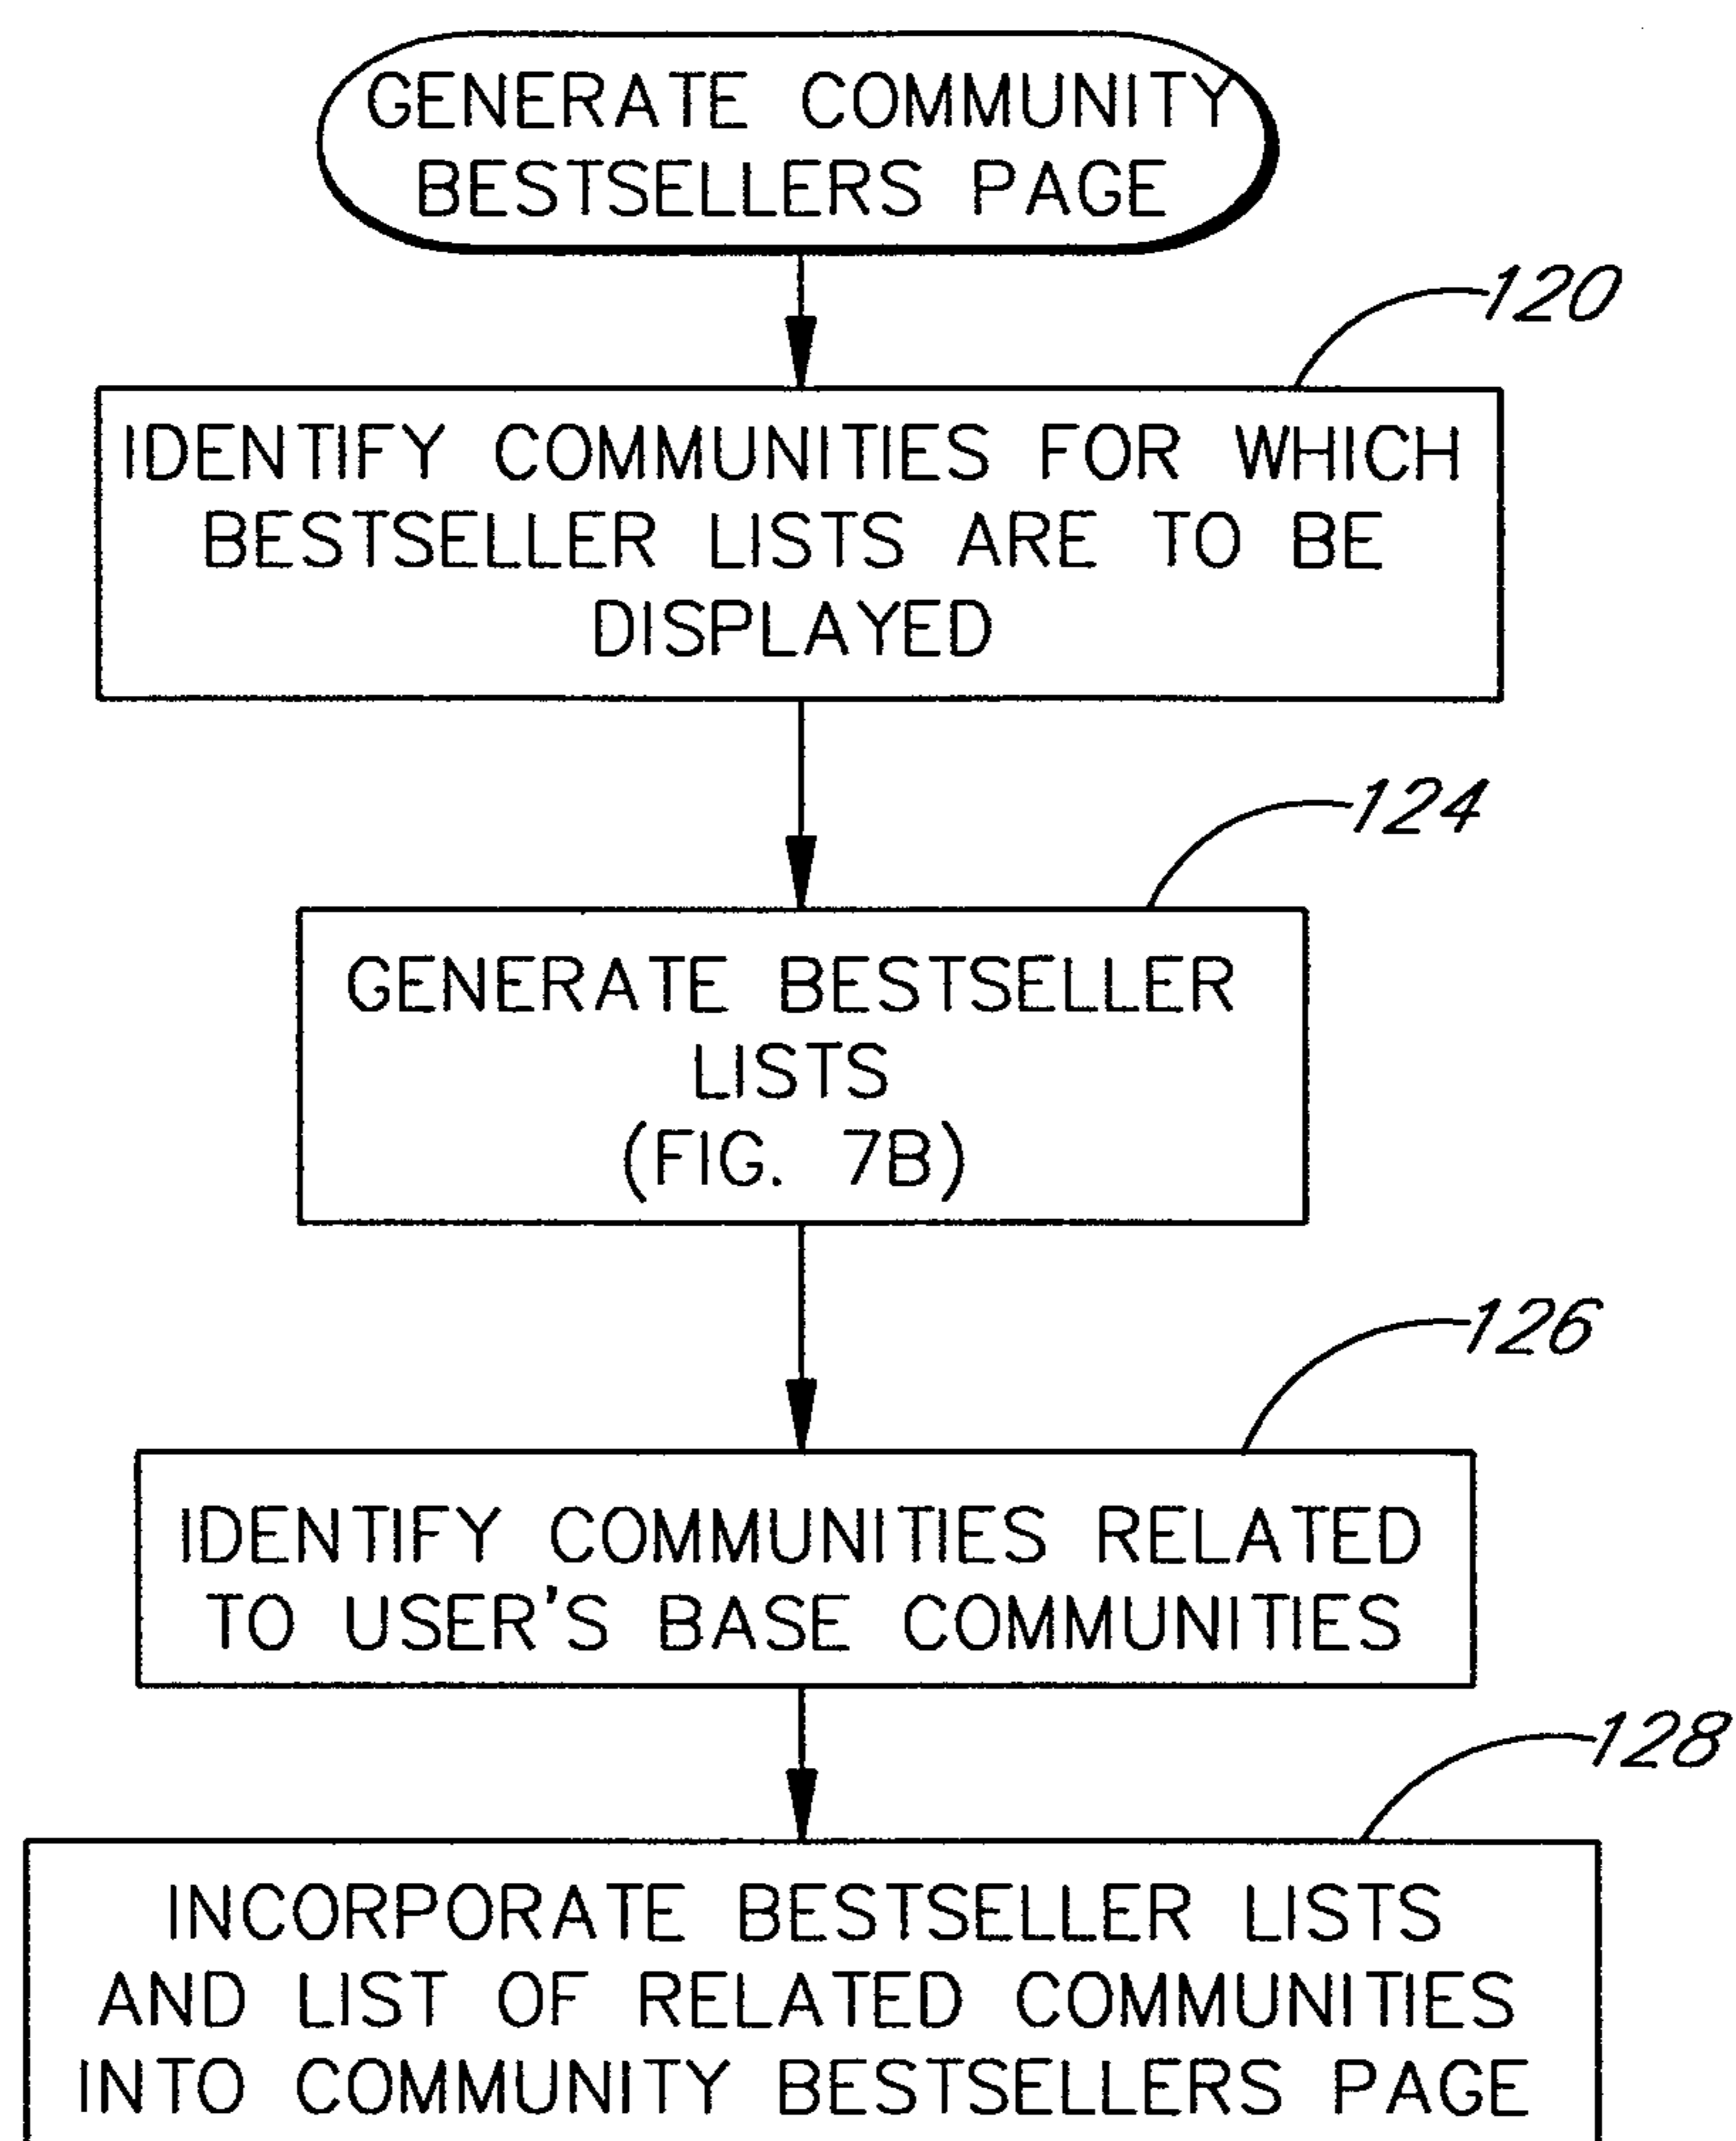 GENERATE COMMUNITY
BESTSELLERS PAGE
120
IDENTIFY COMMUNITIES FOR WHICH
BESTSELLER LISTS ARE TO BE
DISPLAYED
124
GENERATE BESTSELLER
LISTS
(FIG. 7B)
126
IDENTIFY COMMUNITIES RELATED
TO USER'S BASE COMMUNITIES
128
INCORPORATE BESTSELLER LISTS
AND LIST OF RELATED COMMUNITIES
INTO COMMUNITY BESTSELLERS PAGE